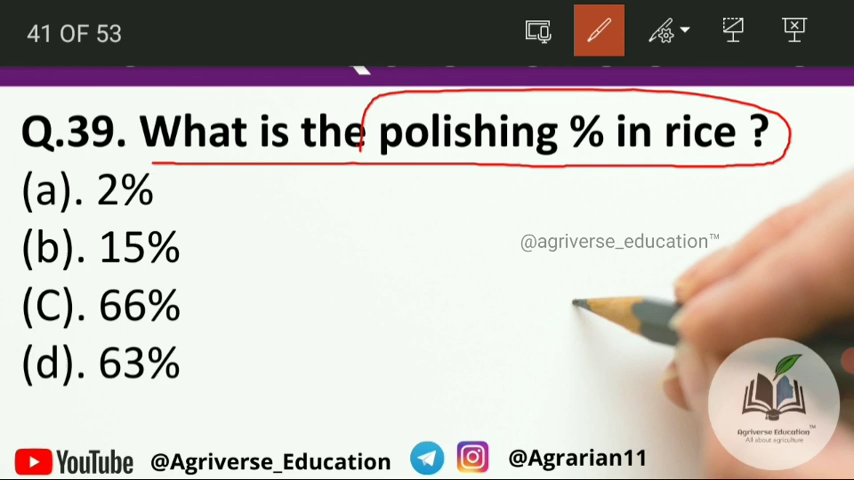 41 OF 53
Q.39. What is the polishing % in rice ?
(a). 2%
(b). 15%
(C). 66%
(d). 63%
@agriverse_education™
Agriverse Education™
All about agriculture
YouTube @Agriverse_Education @Agrarian11